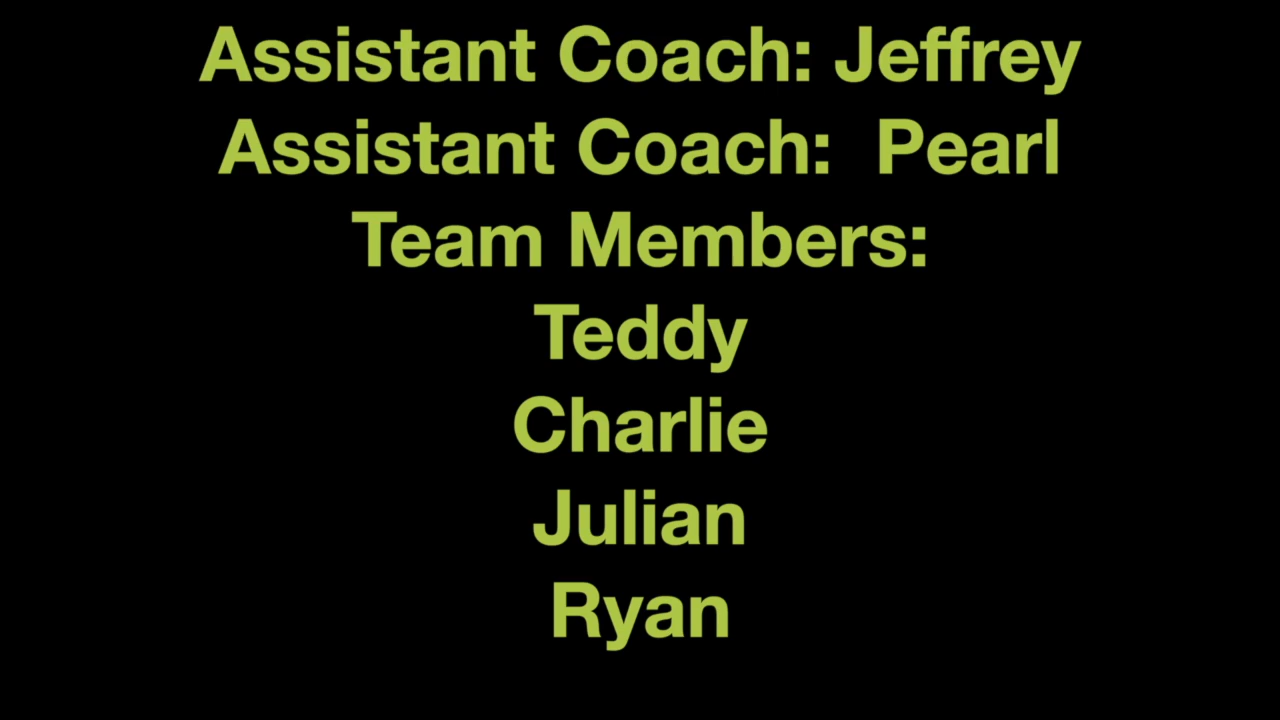 Assistant Coach: Jeffrey
Assistant Coach:  Pearl
Team Members:
Teddy
Charlie
Julian
Ryan